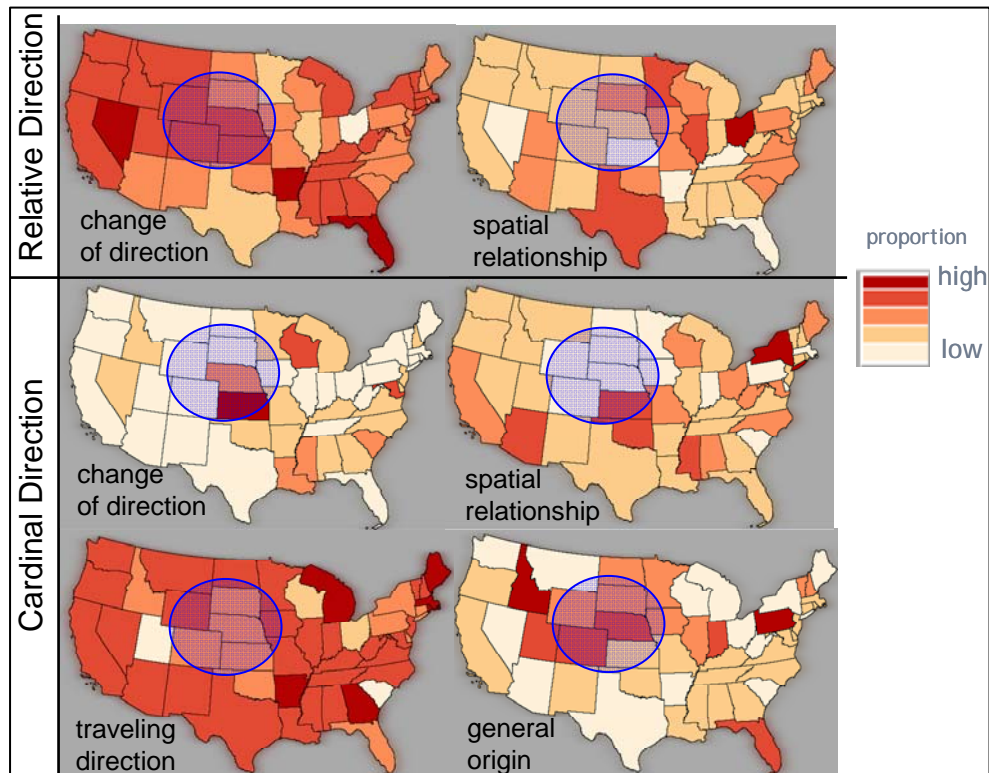 Relative Direction
change
of direction
spatial
relationship
proportion
high
low
Cardinal Direction
change
of direction
spatial
relationship
traveling
direction
general
origin